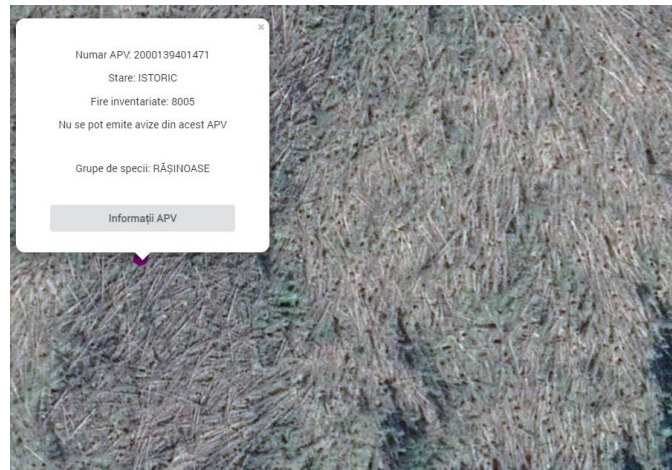 Numar APV: 2000139401471
Stare: ISTORIC
Fire inventariate: 8005
Nu se pot emite avize din acest APV
Grupe de specii: RĂȘINOASE
Informații APV